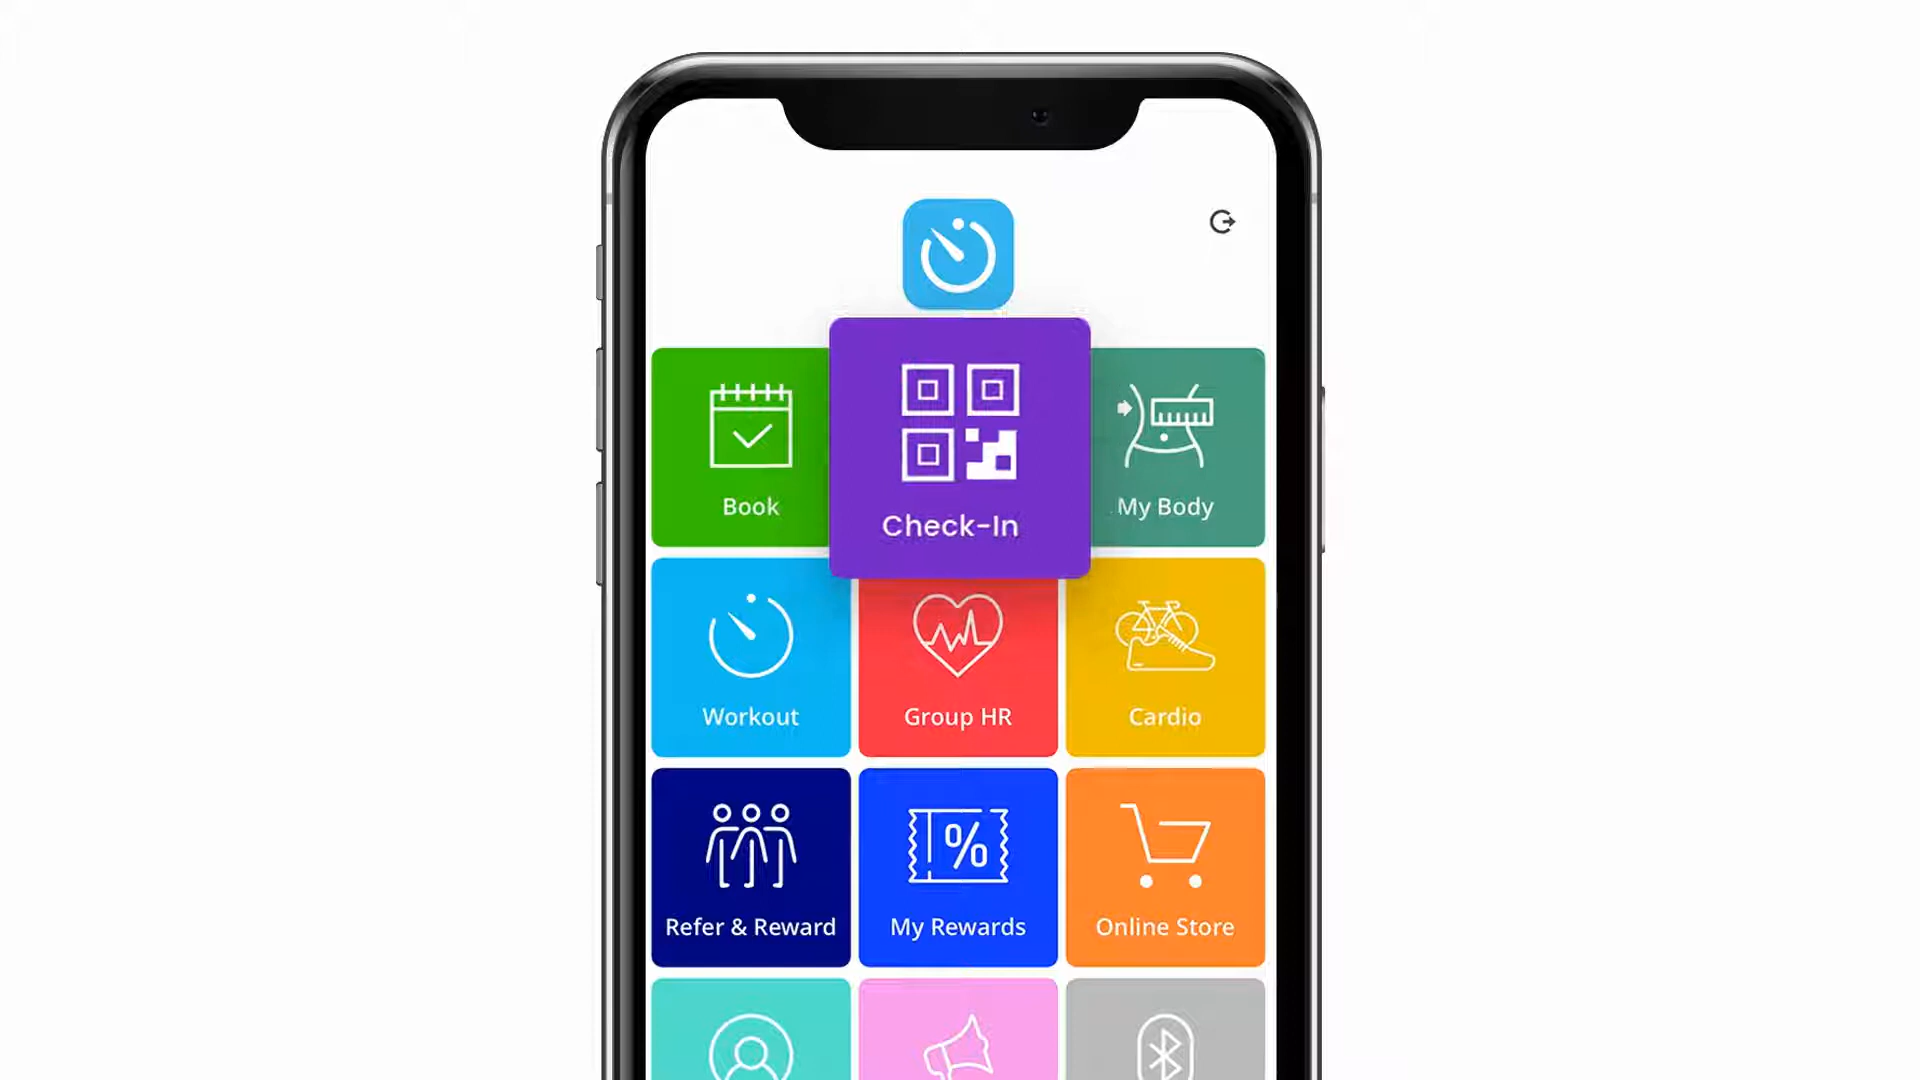 Book
Check-In
My Body
Workout
Group HR
Cardio
Refer & Reward
%
My Rewards
Online Store